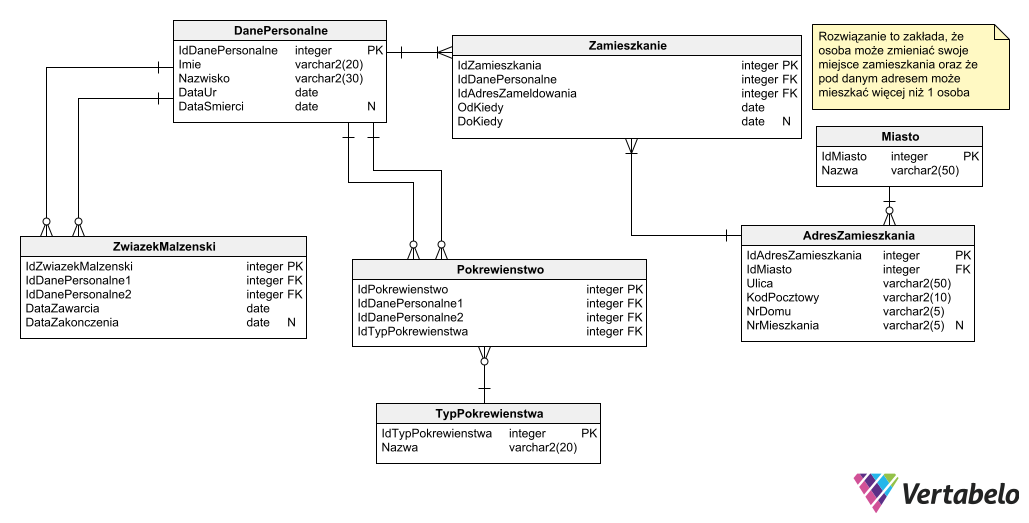 DanePersonalne
IdDanePersonalne integer PK
Imie varchar2(20)
Nazwisko varchar2(30)
DataUr date
DataSmierci date N
Zamieszkanie
IdZamieszkania integer PK
IdDanePersonalne integer FK
IdAdresZameldowania integer FK
OdKiedy date
DoKiedy date N
Rozwiązanie to zakłada, że
osoba może zmieniać swoje
miejsce zamieszkania oraz że
pod danym adresem może
mieszkać więcej niż 1 osoba
Miasto
IdMiasto integer PK
Nazwa varchar2(50)
ZwiazekMalzenski
IdZwiazekMalzenski integer PK
IdDanePersonalne1 integer FK
IdDanePersonalne2 integer FK
DataZawarcia date
DataZakonczenia date N
Pokrewienstwo
IdPokrewienstwo integer PK
IdDanePersonalne1 integer FK
IdDanePersonalne2 integer FK
IdTypPokrewienstwa integer FK
AdresZamieszkania
IdAdresZamieszkania integer PK
IdMiasto integer FK
Ulica varchar2(50)
KodPocztowy varchar2(10)
NrDomu varchar2(5)
NrMieszkania varchar2(5) N
TypPokrewienstwa
IdTypPokrewienstwa integer PK
Nazwa varchar2(20)
Vertabelo